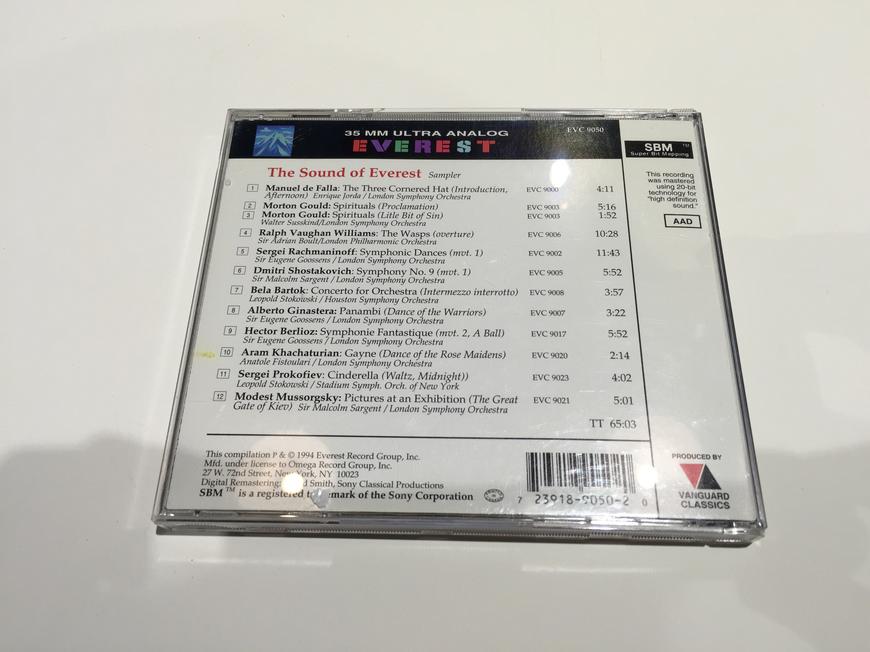 35 MM ULTRA ANALOG
EVC 9050
EVEREST
The Sound of Everest Sampler
1 Manuel de Falla: The Three Cornered Hat (Introduction, EVC 9000 4:11
Afternoon) Enrique Jorda / London Symphony Orchestra
2 Morton Gould: Spirituals (Proclamation) EVC 9003 5:16
3 Morton Gould: Spirituals (Litle Bit of Sin) EVC 9003 1:52
Walter Susskind/London Symphony Orchestra
4 Ralph Vaughan Williams: The Wasps (overture) EVC 9006 10:28
Sir Adrian Boult/London Philharmonic Orchestra
5 Sergei Rachmaninoff: Symphonic Dances (mvt. 1) EVC 9002 11:43
Sir Eugene Goossens / London Symphony Orchestra
6 Dmitri Shostakovich: Symphony No. 9 (mvt. 1) EVC 9005 5:52
Sir Malcolm Sargent / London Symphony Orchestra
7 Bela Bartok: Concerto for Orchestra (Intermezzo interrotto) EVC 9008 3:57
Leopold Stokowski / Houston Symphony Orchestra
8 Alberto Ginastera: Panambi (Dance of the Warriors) EVC 9007 3:22
Sir Eugene Goossens / London Symphony Orchestra
9 Hector Berlioz: Symphonie Fantastique (mvt. 2, A Ball) EVC 9017 5:52
Sir Eugene Goossens / London Symphony Orchestra
10 Aram Khachaturian: Gayne (Dance of the Rose Maidens) EVC 9020 2:14
Anatole Fistoulari / London Symphony Orchestra
11 Sergei Prokofiev: Cinderella (Waltz, Midnight)) EVC 9023 4:02
Leopold Stokowski / Stadium Symph. Orch. of New York
12 Modest Mussorgsky: Pictures at an Exhibition (The Great EVC 9021 5:01
Gate of Kiev) Sir Malcolm Sargent / London Symphony Orchestra
TT 65:03
This compilation P & © 1994 Everest Record Group, Inc.
Mfd. under license to Omega Record Group, Inc.
27 W. 72nd Street, New York, NY 10023
Digital Remastering: Smith, Sony Classical Productions
SBM™ is a registered trademark of the Sony Corporation
7 23918-9050-2 0
SBM™
Super Bit Mapping
This recording
was mastered
using 20-bit
technology for
"high definition
sound."
AAD
PRODUCED BY
VANGUARD
CLASSICS